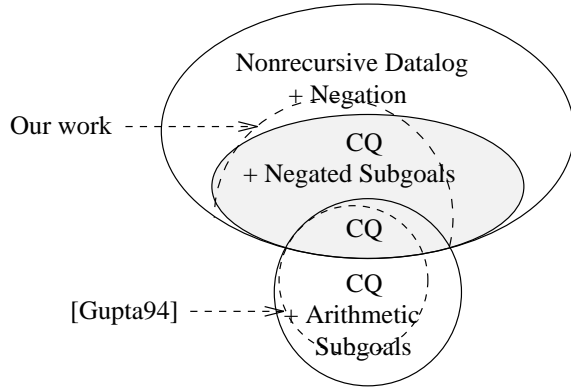 Nonrecursive Datalog
+ Negation
Our work
CQ
+ Negated Subgoals
CQ
CQ
[Gupta94]
+ Arithmetic
Subgoals